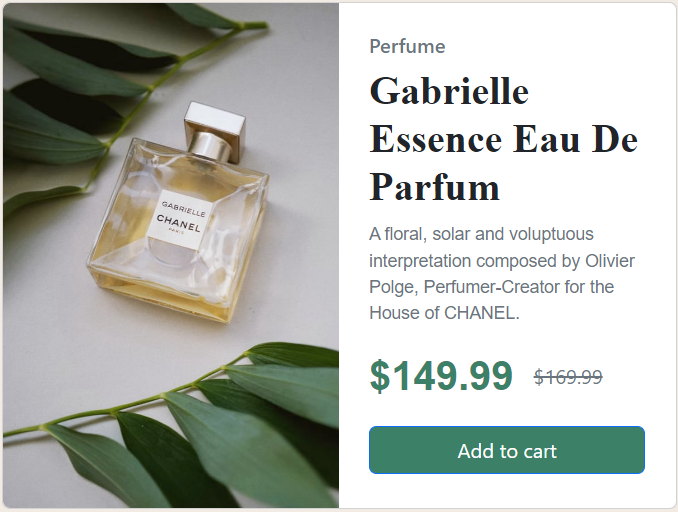 GABRIELLE
CHANEL
PARIS
Perfume
Gabrielle
Essence Eau De
Parfum
A floral, solar and voluptuous
interpretation composed by Olivier
Polge, Perfumer-Creator for the
House of CHANEL.
$149.99 $169.99
Add to cart